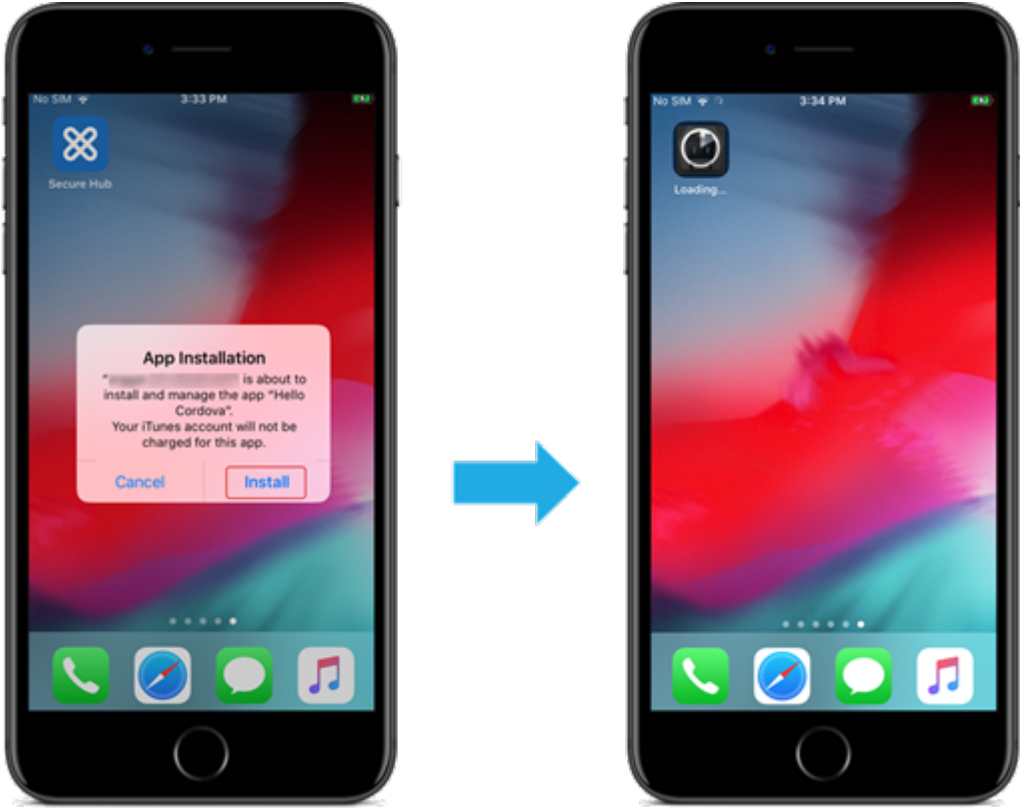 No SIM
3:33 PM
Secure Hub
App Installation
" is about to
install and manage the app "Hello
Cordova".
Your iTunes account will not be
charged for this app.
Cancel
Install
No SIM
3:34 PM
Loading...